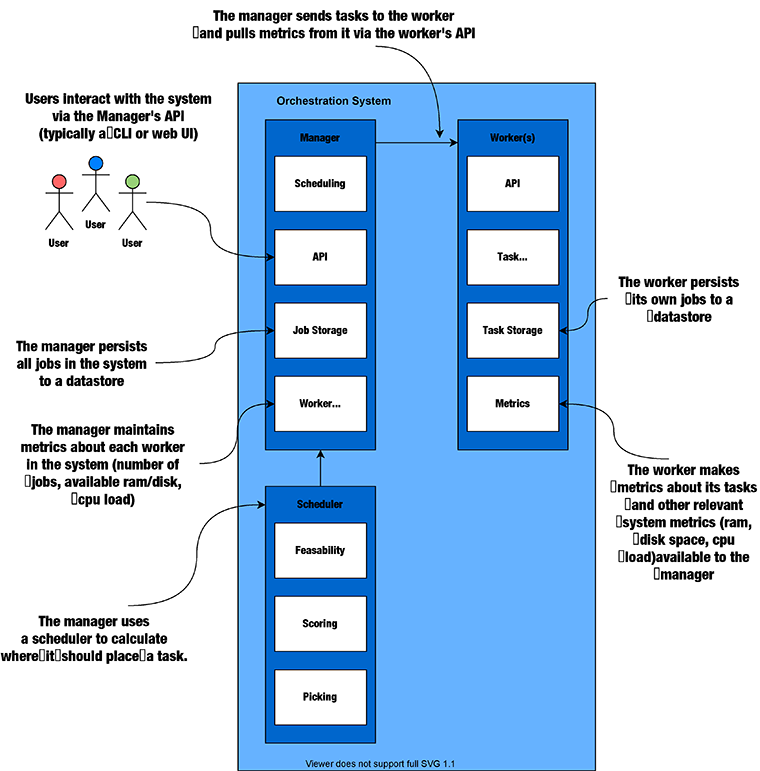 The manager sends tasks to the worker
▯and pulls metrics from it via the worker's API
Users interact with the system
via the Manager's API
(typically a▯CLI or web UI)
User
User
User
Orchestration System
Manager
Scheduling
API
Job Storage
Worker...
Worker(s)
API
Task...
Task Storage
Metrics
The worker persists
▯its own jobs to a
▯datastore
The manager persists
all jobs in the system
to a datastore
The manager maintains
metrics about each worker
in the system (number of
▯jobs, available ram/disk,
▯cpu load)
The worker makes
▯metrics about its tasks
▯and other relevant
▯system metrics (ram,
▯disk space, cpu
▯load)available to the
▯manager
Scheduler
Feasability
Scoring
Picking
The manager uses
a scheduler to calculate
where▯it▯should place▯a task.
Viewer does not support full SVG 1.1